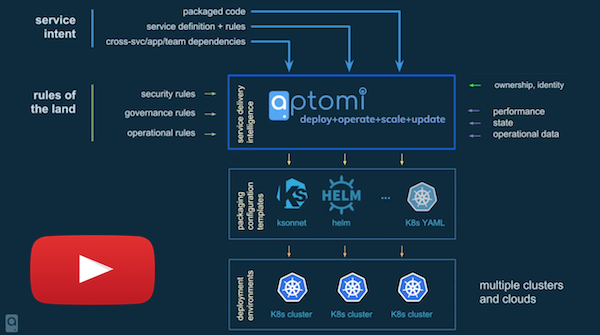 service
intent
packaged code
service definition + rules
cross-svc/app/team dependencies
rules of
the land
security rules
governance rules
operational rules
service delivery
intelligence
aptomi
deploy+operate+scale+update
ownership, identity
performance
state
operational data
packaging
configuration
templates
KS
ksonnet
HELM
helm
...
K8s YAML
deployment
environments
K8s cluster
K8s cluster
K8s cluster
multiple clusters
and clouds